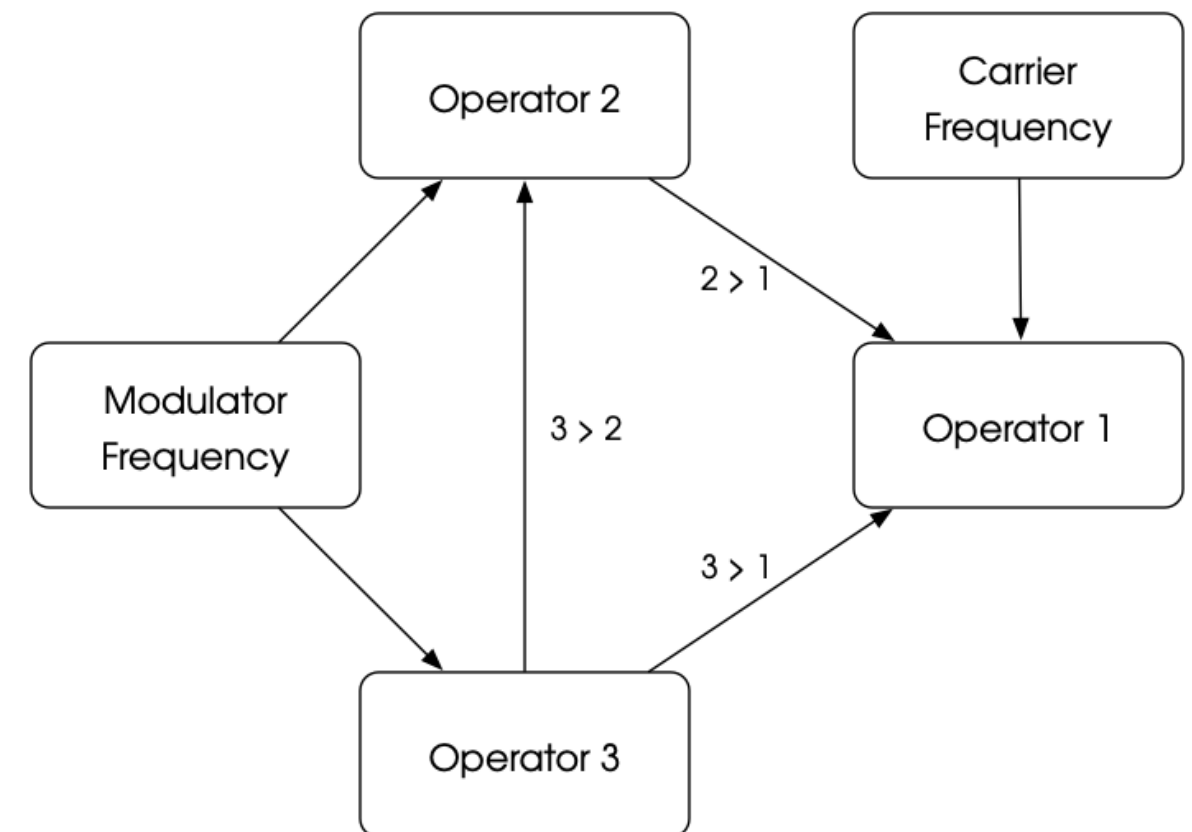 Operator 2
Carrier
Frequency
2 > 1
Modulator
Frequency
3 > 2
Operator 1
3 > 1
Operator 3